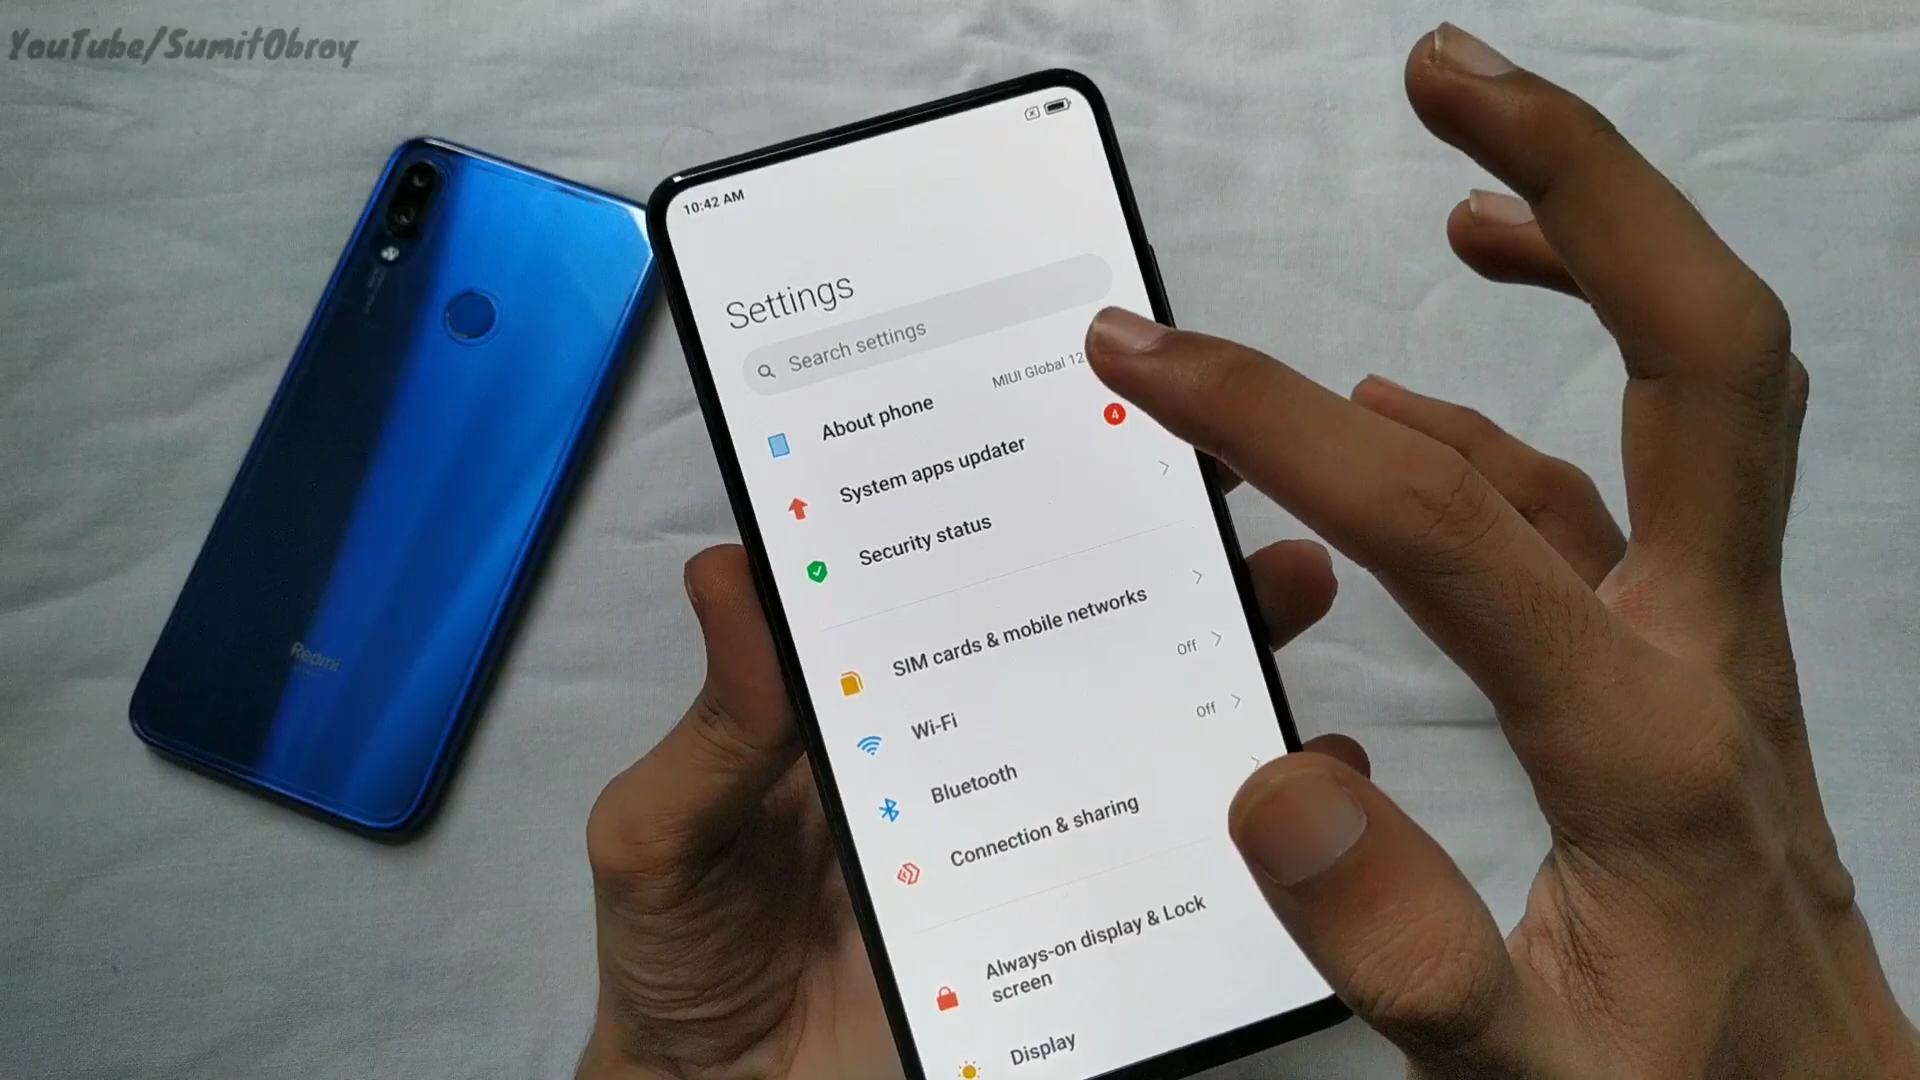 YouTube/SumitObroy
10:42 AM
Settings
Search settings
MIUI Global 12
About phone
4
System apps updater
Security status
SIM cards & mobile networks
Off
Wi-Fi
Off
Bluetooth
Connection & sharing
Always-on display & Lock
screen
Display
Redmi